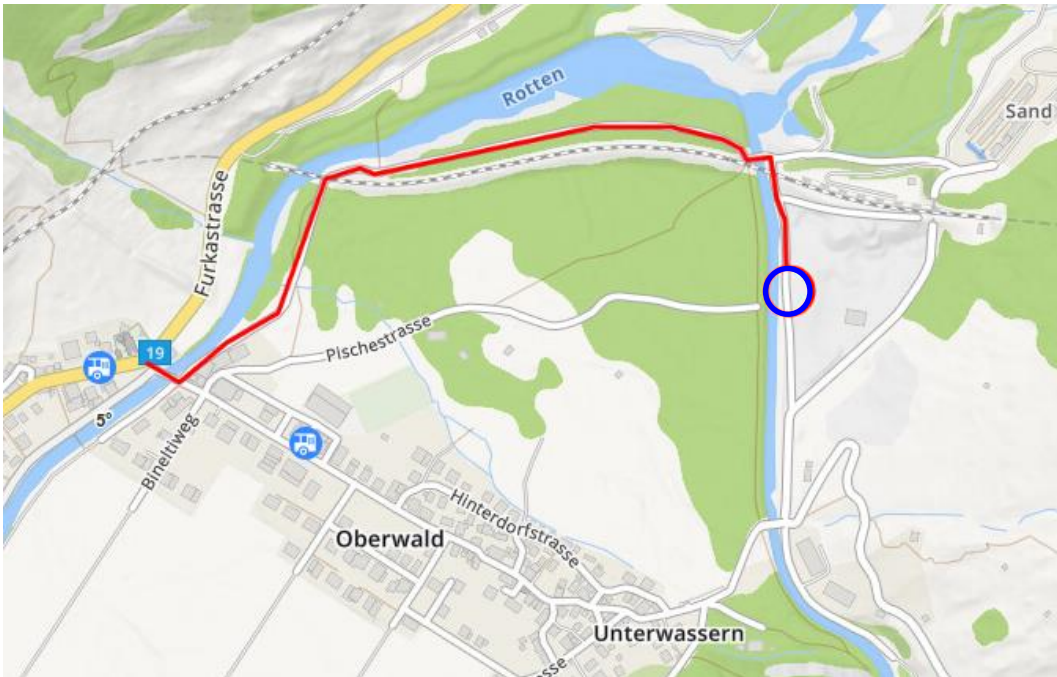 Rotten
Sand
Furkastrasse
Pischestrasse
19
5°
Bineltiweg
Hinterdorfstrasse
Oberwald
Unterwassern
sse